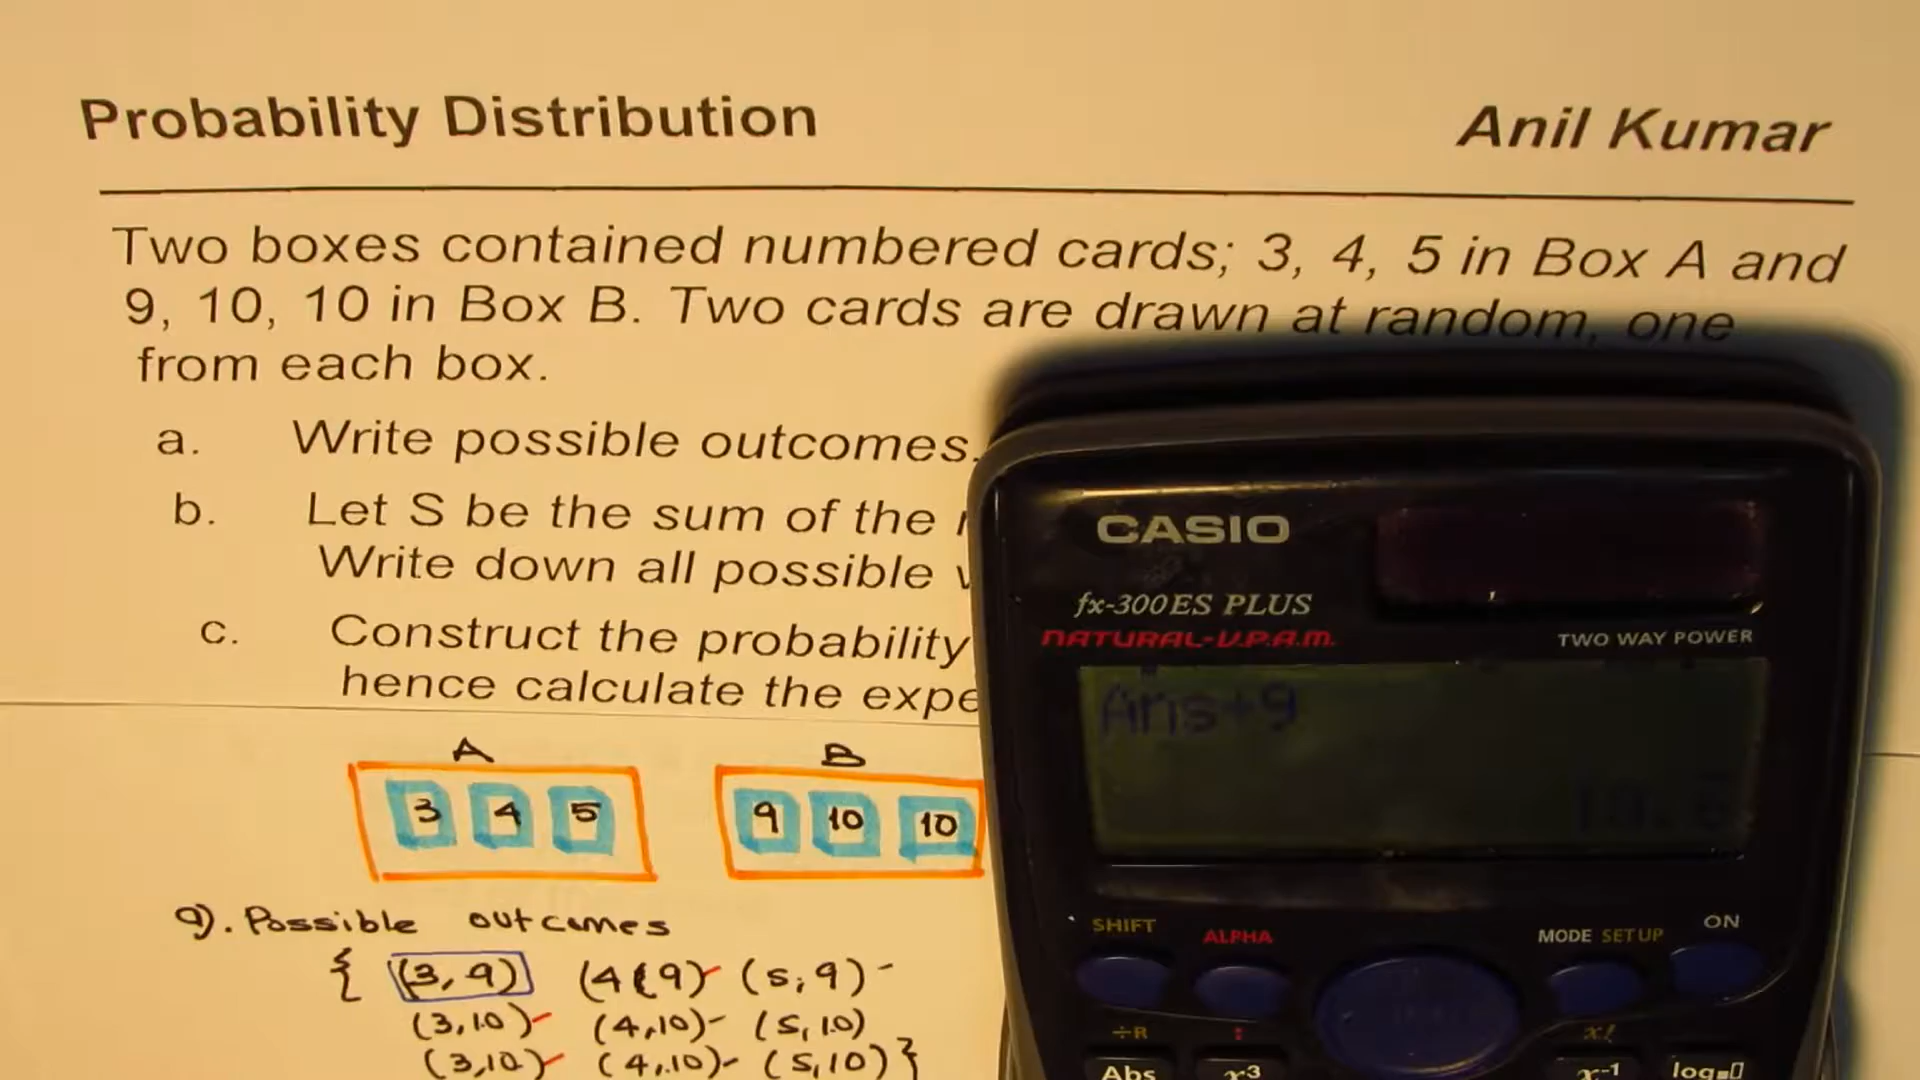 Probability Distribution
Anil Kumar
Two boxes contained numbered cards; 3, 4, 5 in Box A and
9, 10, 10 in Box B. Two cards are drawn at random, one
from each box.
a. Write possible outcomes.
b. Let S be the sum of the
Write down all possible
c. Construct the probability
hence calculate the expe
A
B
3 4 5
9 10 10
a). Possible outcomes
{ (3,9) (4,9) (5,9)
(3,10) (4,10) (5,10)
(3,10) (4,10) (5,10) }
CASIO
fx-300ES PLUS
NATURAL-V.P.A.M.
TWO WAY POWER
Ans÷9
SHIFT
ALPHA
MODE SETUP
ON
÷R
:
x!
Abs
x³
x⁻¹
log